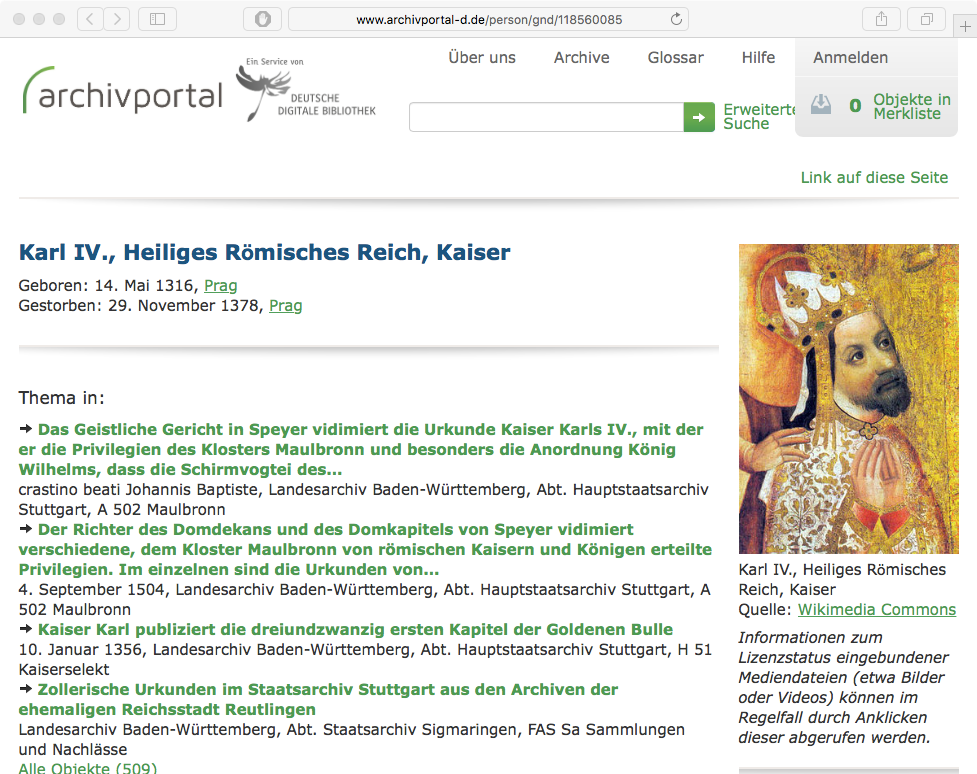 www.archivportal-d.de/person/gnd/118560085
Über uns Archive Glossar Hilfe Anmelden
archivportal
Ein Service von
DEUTSCHE
DIGITALE BIBLIOTHEK
Erweiterte
Suche
0 Objekte in
Merkliste
Link auf diese Seite
Karl IV., Heiliges Römisches Reich, Kaiser
Geboren: 14. Mai 1316, Prag
Gestorben: 29. November 1378, Prag
Thema in:
Das Geistliche Gericht in Speyer vidimiert die Urkunde Kaiser Karls IV., mit der
er die Privilegien des Klosters Maulbronn und besonders die Anordnung König
Wilhelms, dass die Schirmvogtei des...
crastino beati Johannis Baptiste, Landesarchiv Baden-Württemberg, Abt. Hauptstaatsarchiv
Stuttgart, A 502 Maulbronn
Der Richter des Domdekans und des Domkapitels von Speyer vidimiert
verschiedene, dem Kloster Maulbronn von römischen Kaisern und Königen erteilte
Privilegien. Im einzelnen sind die Urkunden von...
4. September 1504, Landesarchiv Baden-Württemberg, Abt. Hauptstaatsarchiv Stuttgart, A
502 Maulbronn
Kaiser Karl publiziert die dreiundzwanzig ersten Kapitel der Goldenen Bulle
10. Januar 1356, Landesarchiv Baden-Württemberg, Abt. Hauptstaatsarchiv Stuttgart, H 51
Kaiserselekt
Zollerische Urkunden im Staatsarchiv Stuttgart aus den Archiven der
ehemaligen Reichsstadt Reutlingen
Landesarchiv Baden-Württemberg, Abt. Staatsarchiv Sigmaringen, FAS Sa Sammlungen
und Nachlässe
Alle Objekte (509)
Karl IV., Heiliges Römisches
Reich, Kaiser
Quelle: Wikimedia Commons
Informationen zum
Lizenzstatus eingebundener
Mediendateien (etwa Bilder
oder Videos) können im
Regelfall durch Anklicken
dieser abgerufen werden.